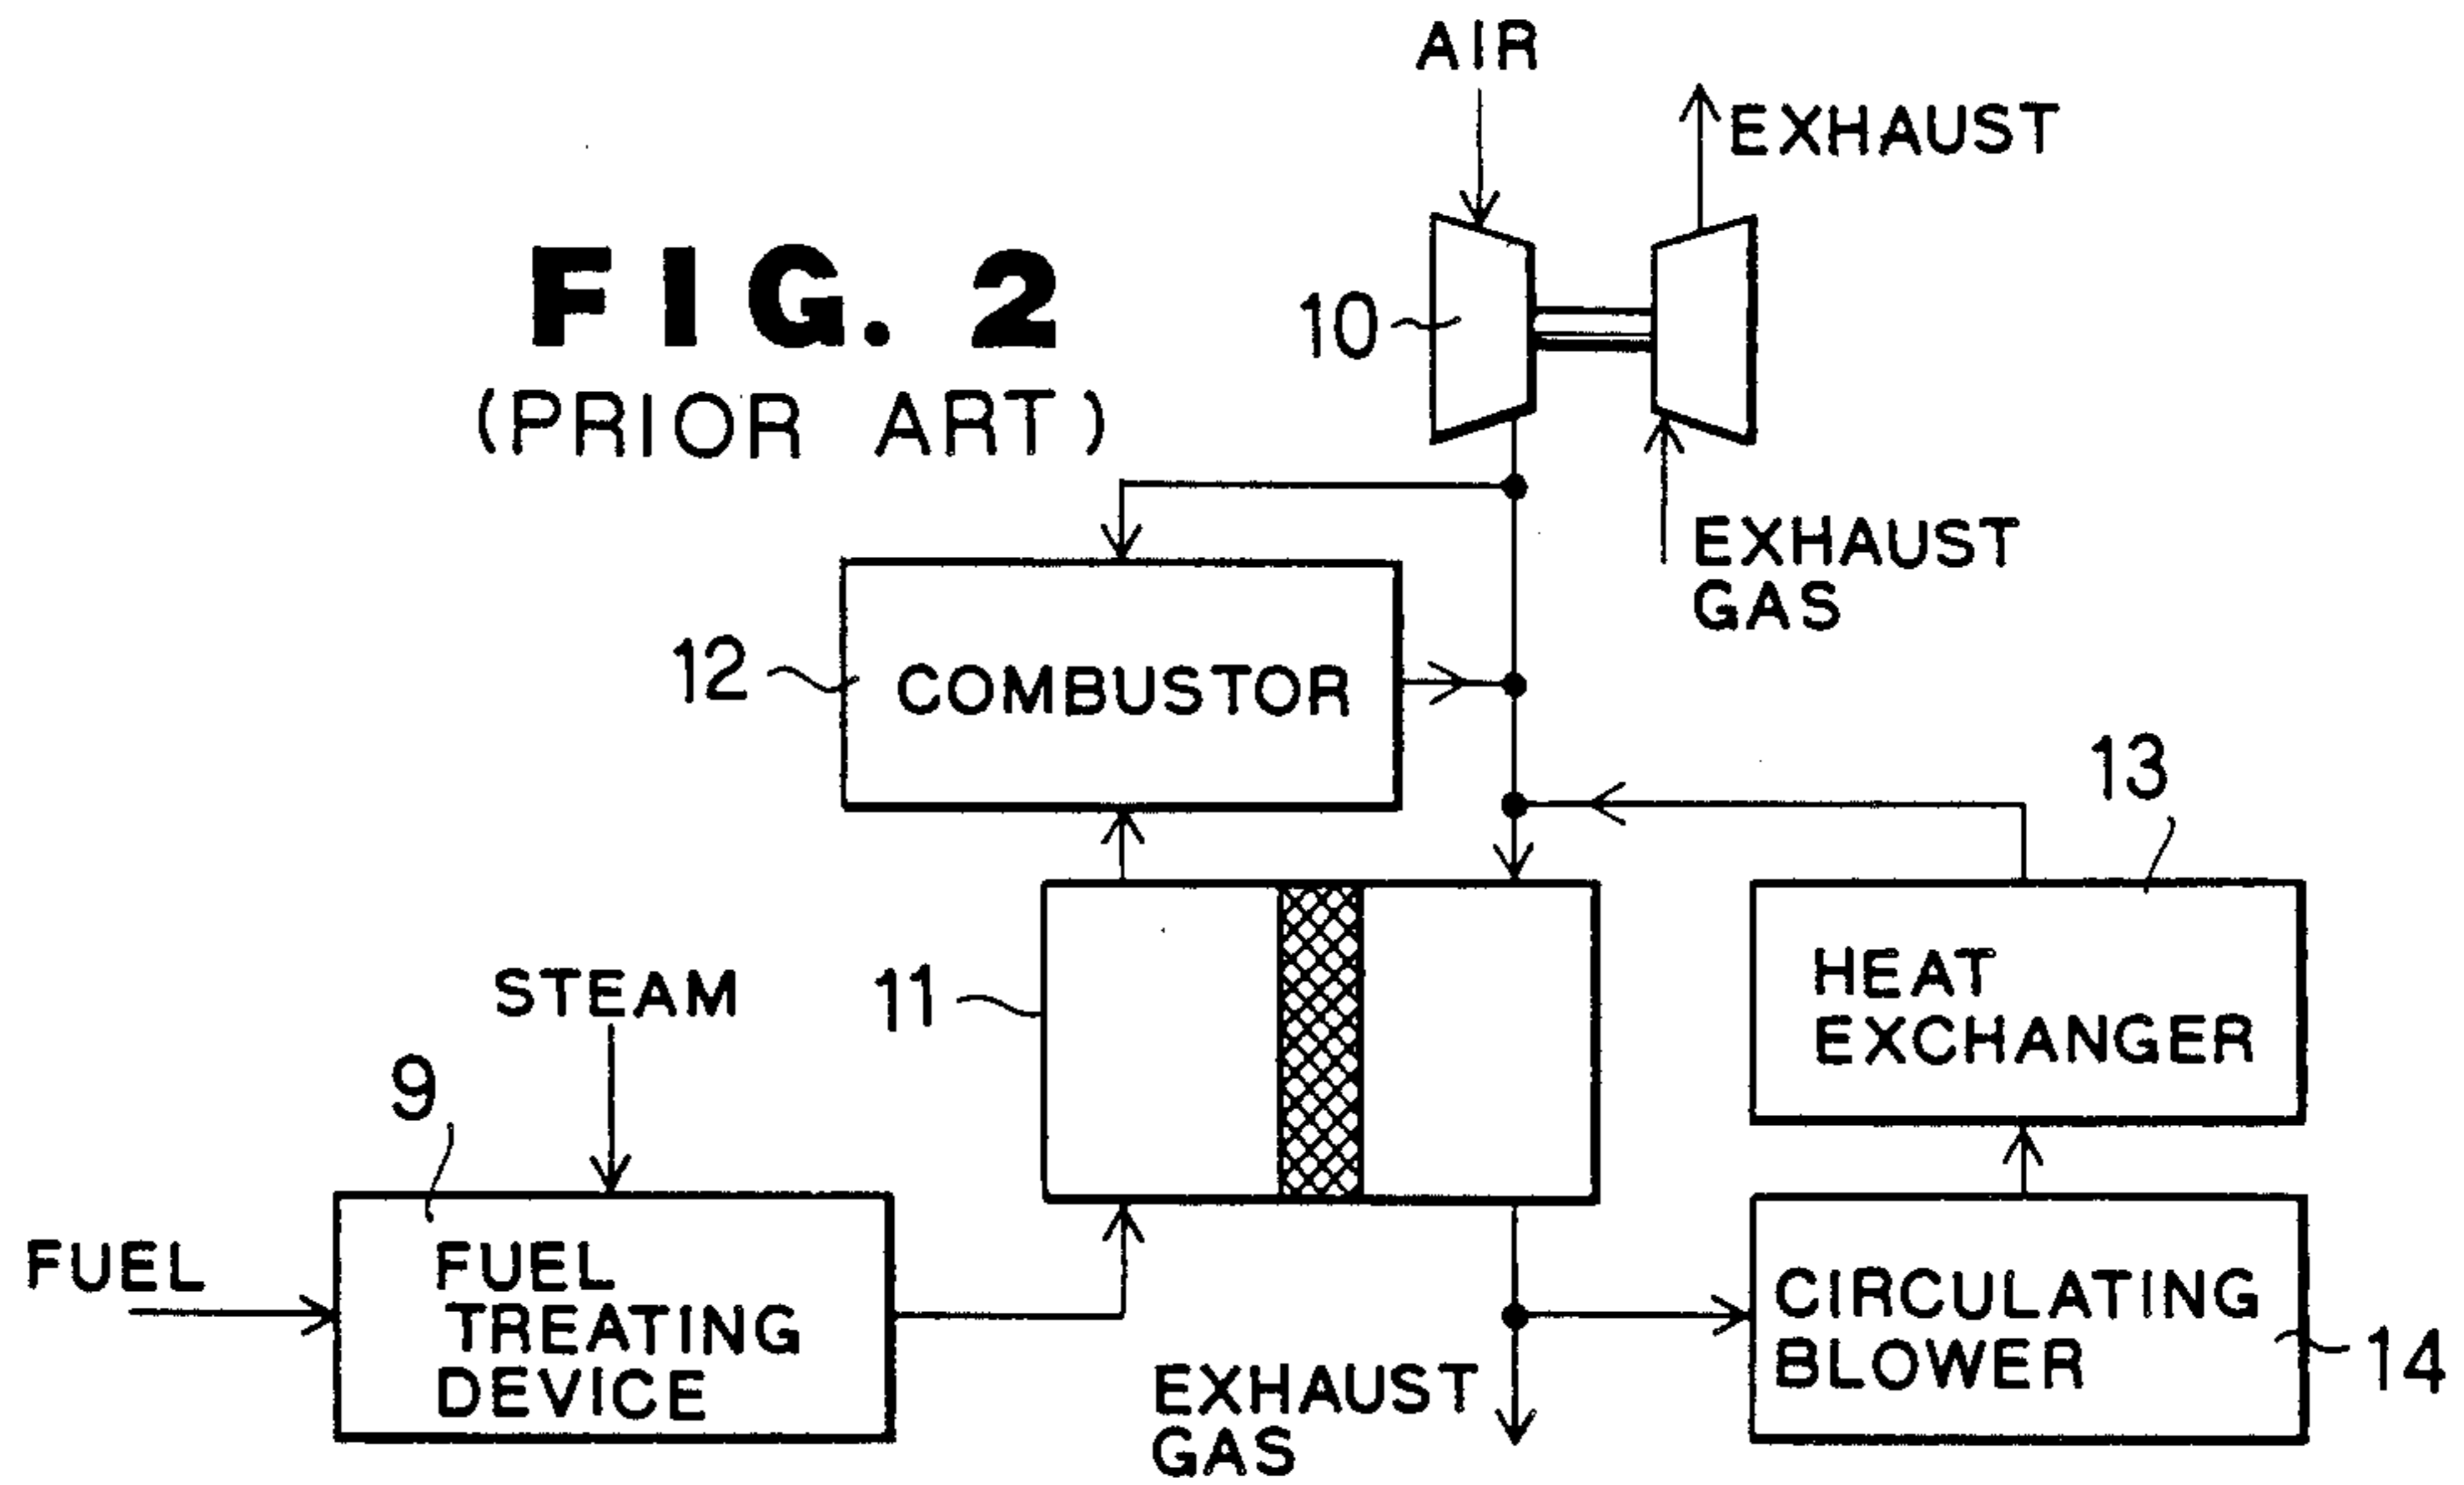 AIR
EXHAUST
FIG. 2
(PRIOR ART)
10
EXHAUST
GAS
12
COMBUSTOR
13
HEAT
EXCHANGER
11
STEAM
9
FUEL
FUEL
TREATING
DEVICE
CIRCULATING
BLOWER
14
EXHAUST
GAS